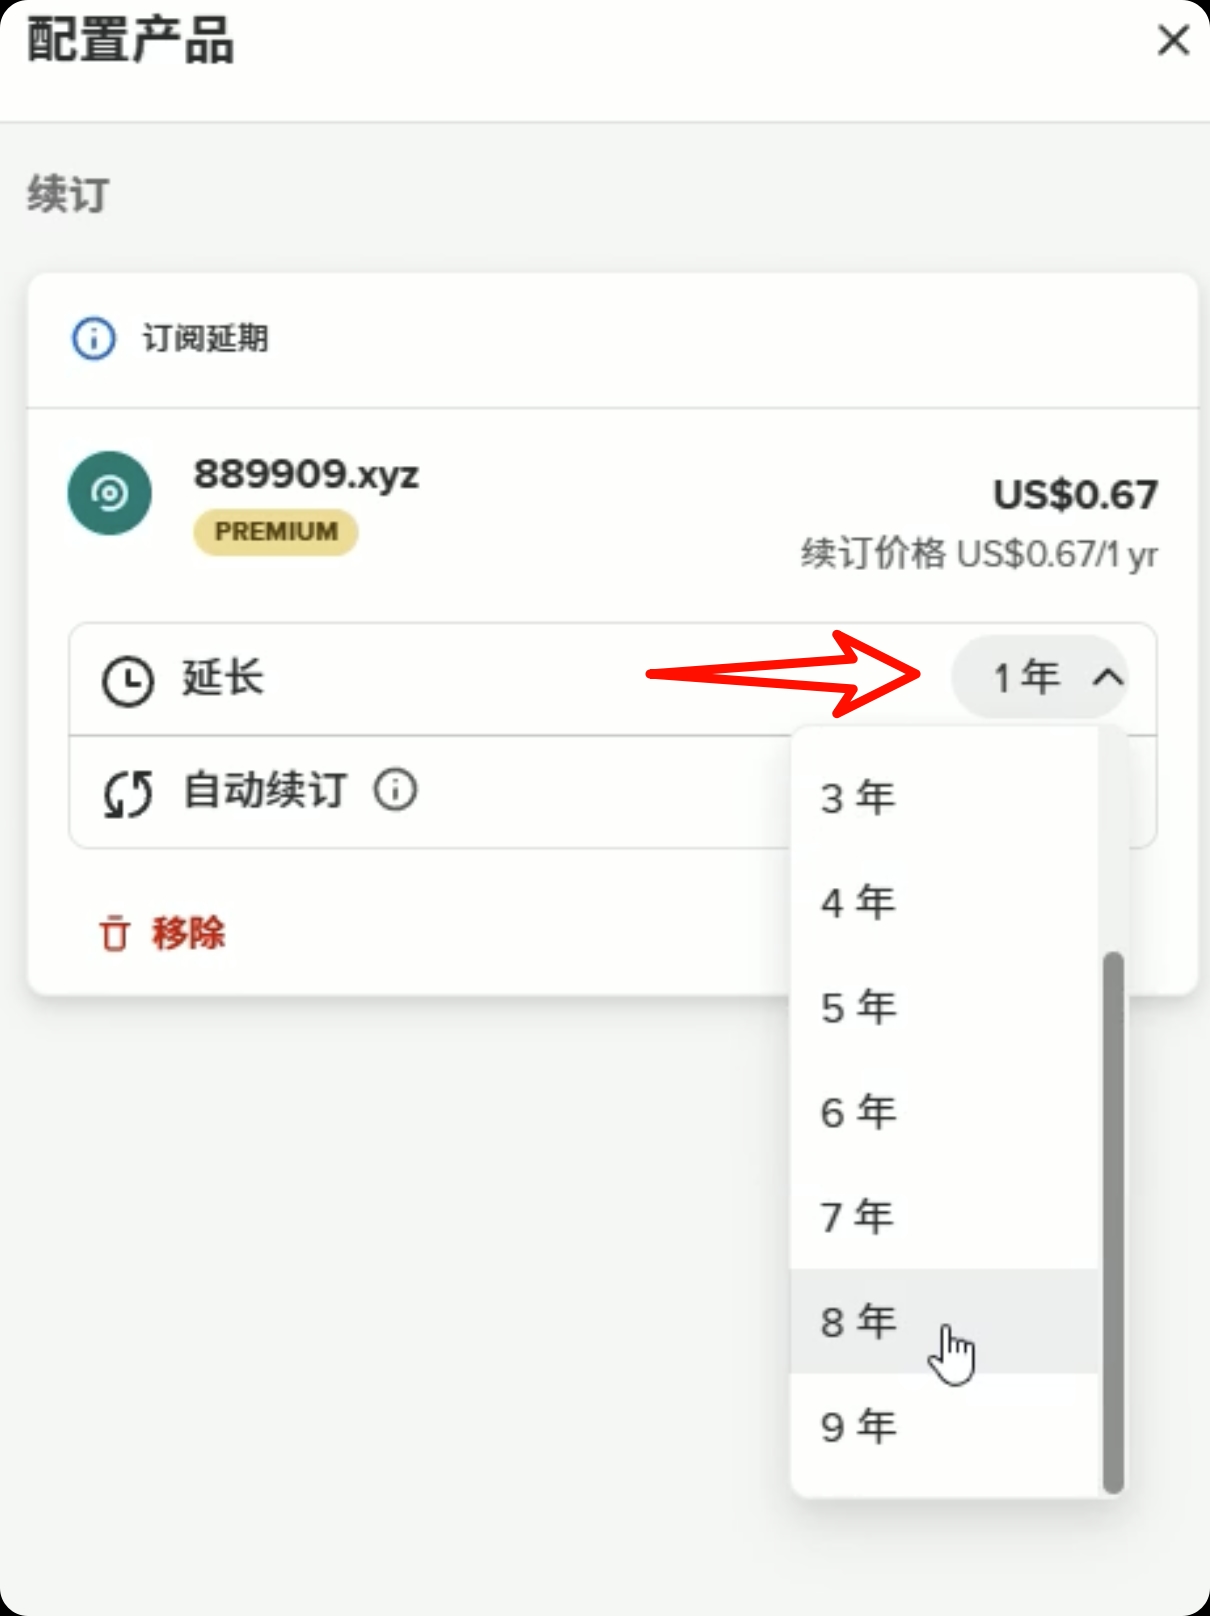 配置产品
续订
订阅延期
889909.xyz
PREMIUM
US$0.67
续订价格 US$0.67/1 yr
延长
1 年
自动续订
移除
3 年
4 年
5 年
6 年
7 年
8 年
9 年